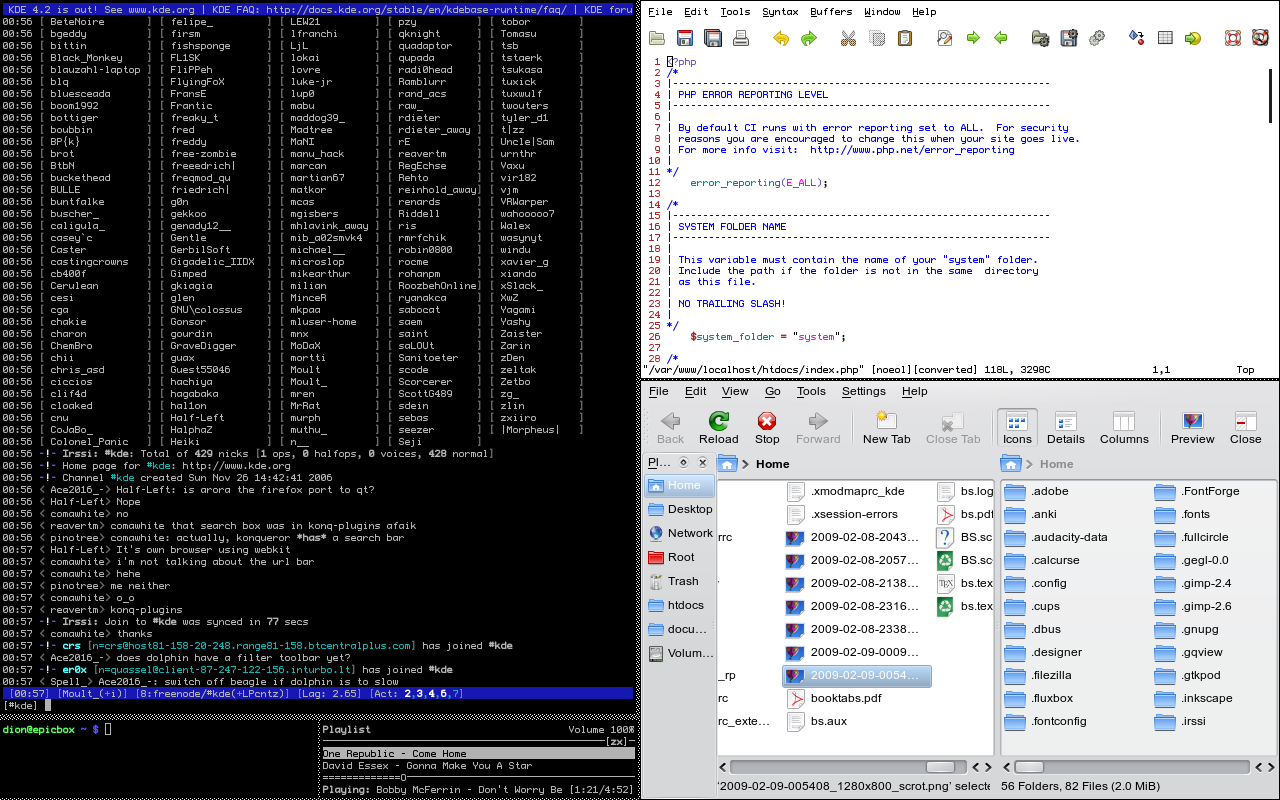 KDE 4.2 is out! See www.kde.org | KDE FAQ: http://docs.kde.org/stable/en/kdebase-runtime/faq/ | KDE foru
00:56 [ BeteNoire ] [ felipe_ ] [ LEW21 ] [ pzy ] [ tobor ]
00:56 [ bgeddy ] [ firsm ] [ lfranchi ] [ qknight ] [ Tomasu ]
00:56 [ bittin ] [ fishsponge ] [ LjL ] [ quadaptor ] [ tsb ]
00:56 [ Black_Monkey ] [ FL1SK ] [ lokai ] [ qupada ] [ tstaerk ]
00:56 [ blauzahl-laptop ] [ FliPPeh ] [ lovre ] [ radi0head ] [ tsukasa ]
00:56 [ blq ] [ FlyingFoX ] [ luke-jr ] [ Ramblurr ] [ tuxick ]
00:56 [ bluesceada ] [ FransE ] [ lup0 ] [ rand_acs ] [ tuxwulf ]
00:56 [ boom1992 ] [ Frantic ] [ mabu ] [ raw_ ] [ twouters ]
00:56 [ bottiger ] [ freaky_t ] [ maddog39_ ] [ rdieter ] [ tyler_d1 ]
00:56 [ boubbin ] [ fred ] [ Madtree ] [ rdieter_away ] [ t|zz ]
00:56 [ BP{k} ] [ freddy ] [ MaNI ] [ rE ] [ Uncle|Sam ]
00:56 [ brot ] [ free-zombie ] [ manu_hack ] [ reavertm ] [ urnthr ]
00:56 [ BtbN ] [ freeedrich| ] [ marcan ] [ RegEchse ] [ Vaxu ]
00:56 [ buckethead ] [ freqmod_qu ] [ martian67 ] [ Rehto ] [ vir182 ]
00:56 [ BULLE ] [ friedrich| ] [ matkor ] [ reinhold_away] [ vjm ]
00:56 [ buntfalke ] [ g0n ] [ mcas ] [ renards ] [ VRWarper ]
00:56 [ buscher_ ] [ gekkoo ] [ mgisbers ] [ Riddell ] [ wahooooo7 ]
00:56 [ caligula_ ] [ genady12__ ] [ mhlavink_away ] [ ris ] [ Walex ]
00:56 [ casey`c ] [ Gentle ] [ mib_a02smvk4 ] [ rmrfchik ] [ wasynyt ]
00:56 [ Caster ] [ GerbilSoft ] [ michael__ ] [ robin0800 ] [ windu ]
00:56 [ castingcrowns ] [ Gigadelic_IIDX ] [ microslop ] [ rocme ] [ xavier_g ]
00:56 [ cb400f ] [ Gimped ] [ mikearthur ] [ rohanpm ] [ xiando ]
00:56 [ Cerulean ] [ gkiagia ] [ milian ] [ RoozbehOnline] [ xSlack_ ]
00:56 [ cesi ] [ glen ] [ MinceR ] [ ryanakca ] [ XwZ ]
00:56 [ cga ] [ GNU\colossus ] [ mkpaa ] [ sabocat ] [ Yagami ]
00:56 [ chakie ] [ Gonsor ] [ mluser-home ] [ saem ] [ Yashy ]
00:56 [ charon ] [ gourdin ] [ mnx ] [ saint ] [ Zaister ]
00:56 [ ChemBro ] [ GraveDigger ] [ MoDaX ] [ saLOUt ] [ Zarin ]
00:56 [ chii ] [ guax ] [ mortti ] [ Sanitoeter ] [ zDen ]
00:56 [ chris_asd ] [ Guest55046 ] [ Moult ] [ scode ] [ zeltak ]
00:56 [ ciccios ] [ hachiya ] [ Moult_ ] [ Scorcerer ] [ Zetbo ]
00:56 [ clif4d ] [ hagabaka ] [ mren ] [ ScottG489 ] [ zg_ ]
00:56 [ cloaked ] [ hal1on ] [ MrRat ] [ sdein ] [ zlin ]
00:56 [ cnu ] [ Half-Left ] [ murph ] [ sebas ] [ zxiiro ]
00:56 [ CoJaBo_ ] [ HalphaZ ] [ muthu_ ] [ seezer ] [ |Morpheus| ]
00:56 [ Colonel_Panic ] [ Heiki ] [ n__ ] [ Seji ]
00:56 -!- Irssi: #kde: Total of 429 nicks [1 ops, 0 halfops, 0 voices, 428 normal]
00:56 -!- Home page for #kde: http://www.kde.org
00:56 -!- Channel #kde created Sun Nov 26 14:42:41 2006
00:56 < Ace2016_-> Half-Left: is arora the firefox port to qt?
00:56 < Half-Left> Nope
00:56 < comawhite> no
00:56 < reavertm> comawhite that search box was in konq-plugins afaik
00:56 < pinotree> comawhite: actually, konqueror *has* a search bar
00:57 < Half-Left> It's own browser using webkit
00:57 < comawhite> i'm not talking about the url bar
00:57 < comawhite> hehe
00:57 < pinotree> me neither
00:57 < comawhite> o_o
00:57 < reavertm> konq-plugins
00:57 -!- Irssi: Join to #kde was synced in 77 secs
00:57 < comawhite> thanks
00:57 -!- crs [n=crs@host81-158-20-248.range81-158.btcentralplus.com] has joined #kde
00:57 < Ace2016_-> does dolphin have a filter toolbar yet?
00:57 -!- er0x [n=quassel@client-87-247-122-156.inturbo.lt] has joined #kde
00:57 < Spell_> Ace2016_-: switch off beagle if dolphin is to slow
[00:57] [Moult_(+i)] [8:freenode/#kde(+LPcntz)] [Lag: 2.65] [Act: 2,3,4,6,7]
[#kde]
dion@epicbox ~ $
Playlist Volume 100%
[zx]
One Republic - Come Home
David Essex - Gonna Make You A Star
=============O
Playing: Bobby McFerrin - Don't Worry Be [1:21/4:52]
File Edit Tools Syntax Buffers Window Help
1 <?php
2 /*
3 |---------------------------------------------------------------
4 | PHP ERROR REPORTING LEVEL
5 |---------------------------------------------------------------
6 |
7 | By default CI runs with error reporting set to ALL.  For security
8 | reasons you are encouraged to change this when your site goes live.
9 | For more info visit:  http://www.php.net/error_reporting
10 |
11 */
12 error_reporting(E_ALL);
13
14 /*
15 |---------------------------------------------------------------
16 | SYSTEM FOLDER NAME
17 |---------------------------------------------------------------
18 |
19 | This variable must contain the name of your "system" folder.
20 | Include the path if the folder is not in the same  directory
21 | as this file.
22 |
23 | NO TRAILING SLASH!
24 |
25 */
26 $system_folder = "system";
27
28 /*
"/var/www/localhost/htdocs/index.php" [noeol][converted] 118L, 3298C 1,1 Top
File Edit View Go Tools Settings Help
Back Reload Stop Forward New Tab Close Tab Icons Details Columns Preview Close
Pl...
Home
Desktop
Network
Root
Trash
htdocs
docu...
Volum...
Home
rrc
_rp
rc
rc_exte...
.xmodmaprc_kde
.xsession-errors
2009-02-08-2043...
2009-02-08-2057...
2009-02-08-2138...
2009-02-08-2316...
2009-02-08-2338...
2009-02-09-0009...
2009-02-09-0054...
booktabs.pdf
bs.aux
bs.log
bs.pdf
BS.sc
BS.sc
bs.tex
bs.tex
'2009-02-09-005408_1280x800_scrot.png' selecte
Home
.adobe
.anki
.audacity-data
.calcurse
.config
.cups
.dbus
.designer
.filezilla
.fluxbox
.fontconfig
.FontForge
.fonts
.fullcircle
.gegl-0.0
.gimp-2.4
.gimp-2.6
.gnupg
.gqview
.gtkpod
.inkscape
.irssi
56 Folders, 82 Files (2.0 MiB)